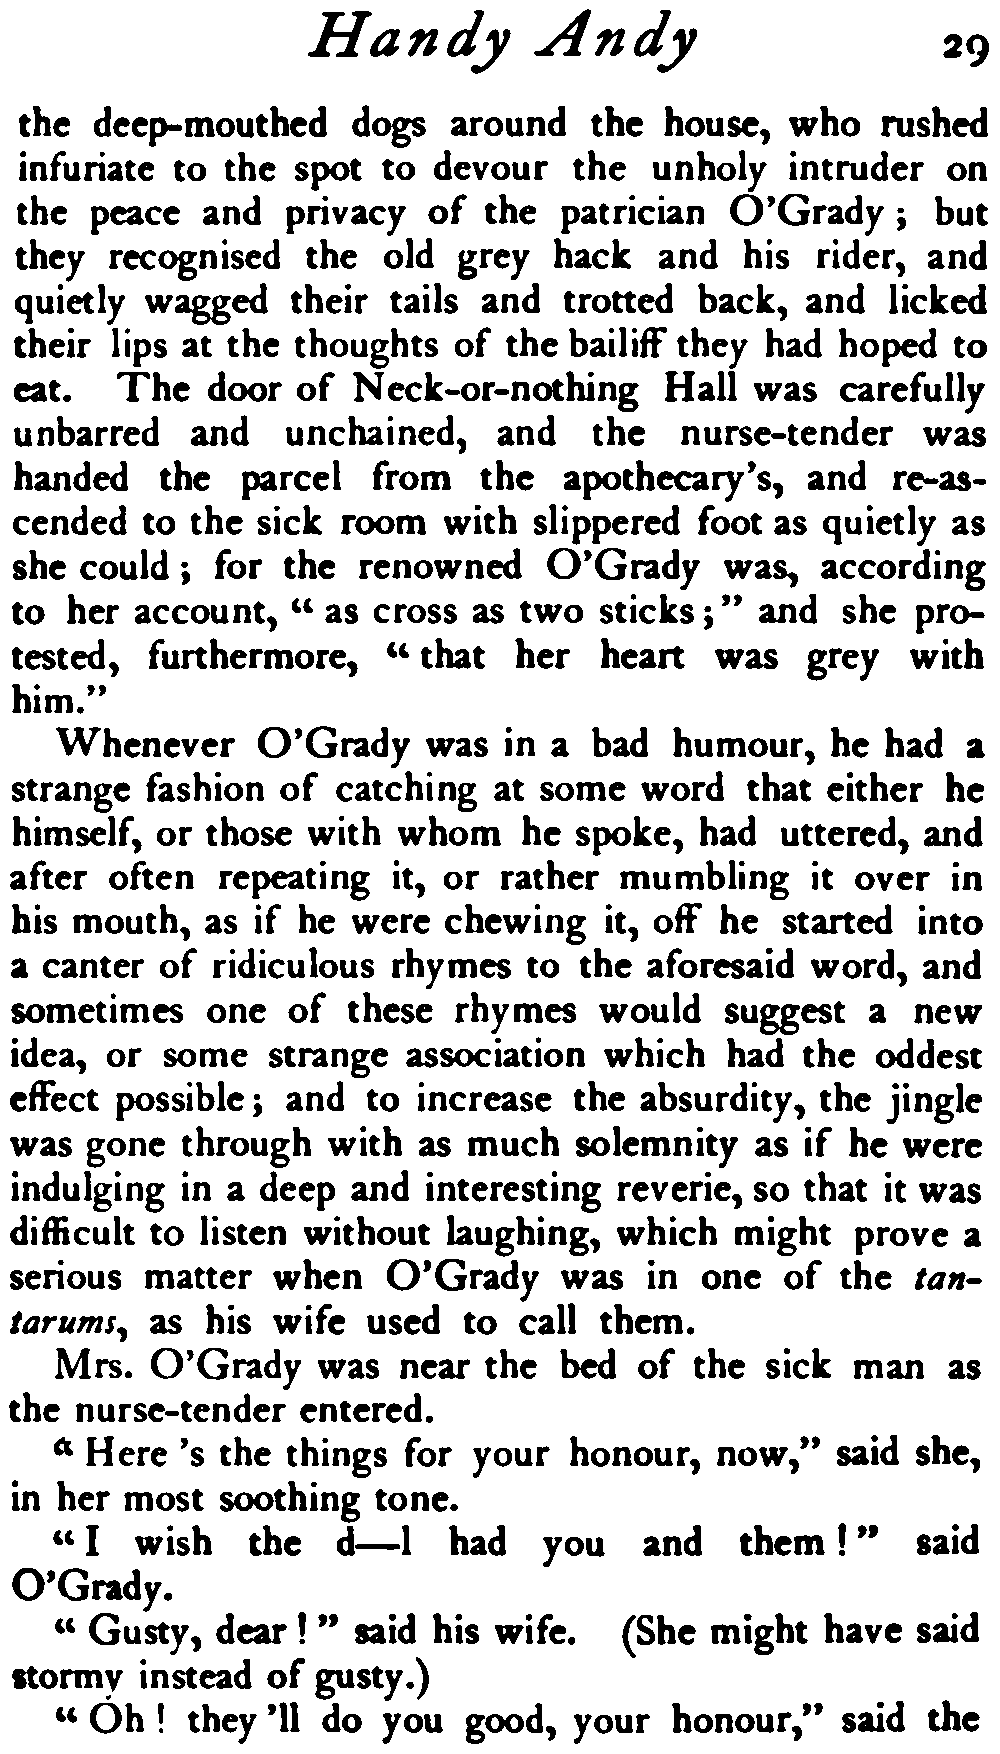 Handy Andy 29
the deep-mouthed dogs around the house, who rushed
infuriate to the spot to devour the unholy intruder on
the peace and privacy of the patrician O'Grady ; but
they recognised the old grey hack and his rider, and
quietly wagged their tails and trotted back, and licked
their lips at the thoughts of the bailiff they had hoped to
eat. The door of Neck-or-nothing Hall was carefully
unbarred and unchained, and the nurse-tender was
handed the parcel from the apothecary's, and re-as-
cended to the sick room with slippered foot as quietly as
she could ; for the renowned O'Grady was, according
to her account, “ as cross as two sticks ; ” and she pro-
tested, furthermore, “ that her heart was grey with
him.”
Whenever O'Grady was in a bad humour, he had a
strange fashion of catching at some word that either he
himself, or those with whom he spoke, had uttered, and
after often repeating it, or rather mumbling it over in
his mouth, as if he were chewing it, off he started into
a canter of ridiculous rhymes to the aforesaid word, and
sometimes one of these rhymes would suggest a new
idea, or some strange association which had the oddest
effect possible ; and to increase the absurdity, the jingle
was gone through with as much solemnity as if he were
indulging in a deep and interesting reverie, so that it was
difficult to listen without laughing, which might prove a
serious matter when O'Grady was in one of the tan-
tarums, as his wife used to call them.
Mrs. O'Grady was near the bed of the sick man as
the nurse-tender entered.
“ Here 's the things for your honour, now,” said she,
in her most soothing tone.
“ I wish the d—l had you and them ! ” said
O'Grady.
“ Gusty, dear ! ” said his wife. (She might have said
stormy instead of gusty.)
“ Oh ! they 'll do you good, your honour,” said the